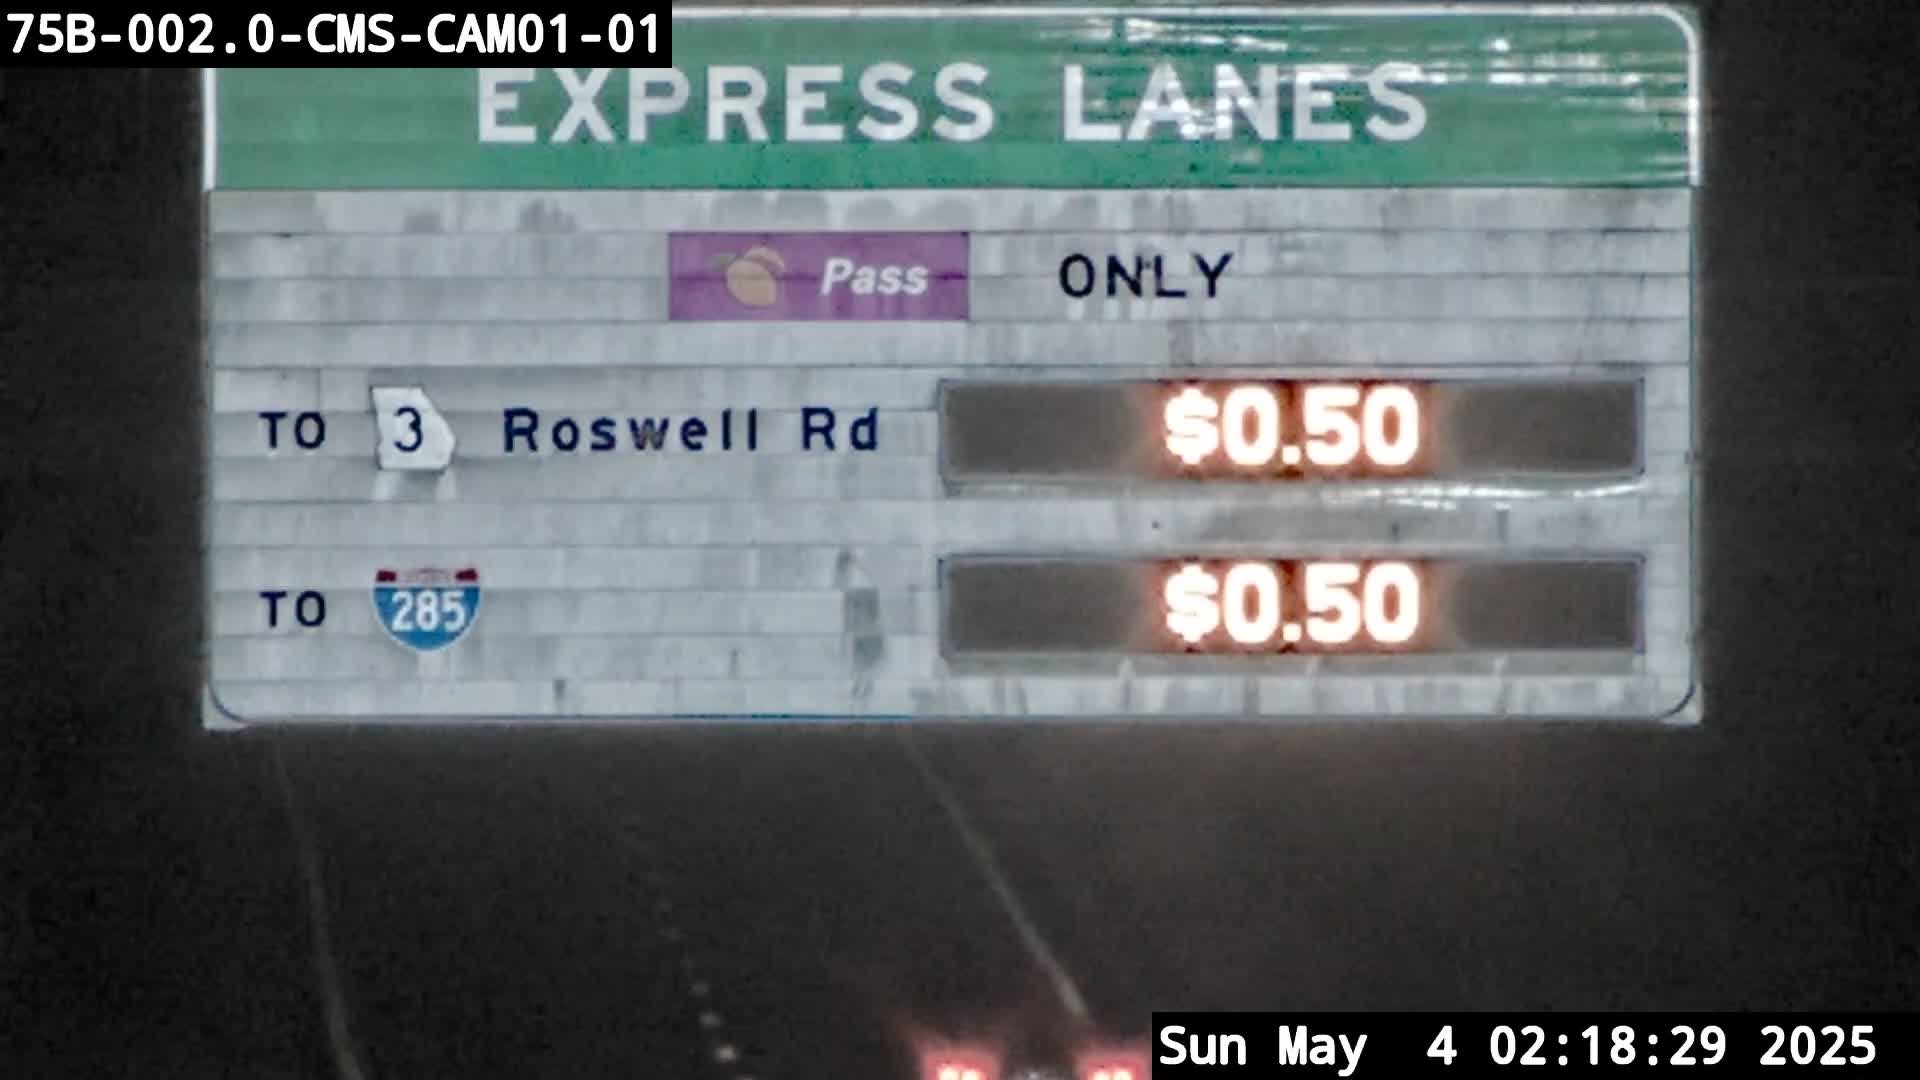 75B-002.0-CMS-CAM01-01
EXPRESS LANES
Pass ONLY
TO 3 Roswell Rd $0.50
TO 285 $0.50
Sun May 4 02:18:29 2025